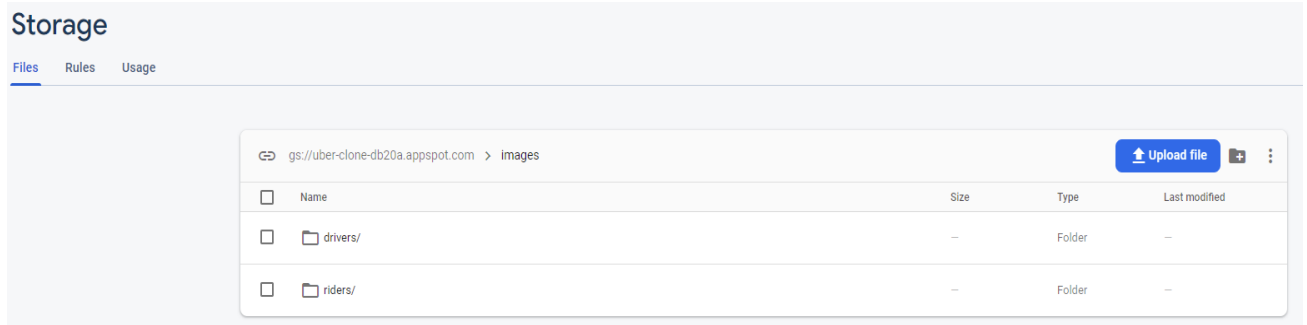 Storage
Files Rules Usage
gs://uber-clone-db20a.appspot.com > images Upload file
Name Size Type Last modified
drivers/ – Folder –
riders/ – Folder –